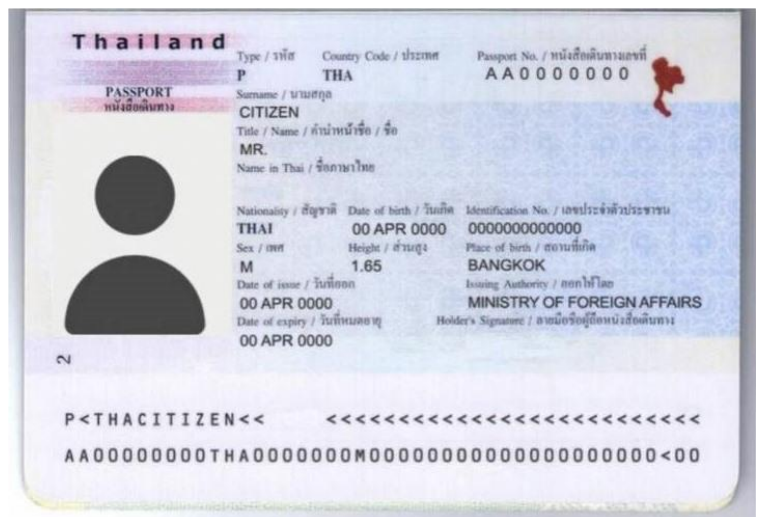 Thailand
PASSPORT
หนังสือเดินทาง
Type / รหัส Country Code / ประเทศ Passport No. / หนังสือเดินทางเลขที่
P THA AA0000000
Surname / นามสกุล
CITIZEN
Title / Name / คำนำหน้าชื่อ / ชื่อ
MR.
Name in Thai / ชื่อภาษาไทย
Nationality / สัญชาติ Date of birth / วันเกิด Identification No. / เลขประจำตัวประชาชน
THAI 00 APR 0000 0000000000000
Sex / เพศ Height / ส่วนสูง Place of birth / สถานที่เกิด
M 1.65 BANGKOK
Date of issue / วันที่ออก Issuing Authority / ออกให้โดย
00 APR 0000 MINISTRY OF FOREIGN AFFAIRS
Date of expiry / วันที่หมดอายุ Holder's Signature / ลายมือชื่อผู้ถือหนังสือเดินทาง
00 APR 0000
2
P<THACITIZEN<< <<<<<<<<<<<<<<<<<<<<<<<<<<
AA00000000THA0000000M0000000000000000000000<00